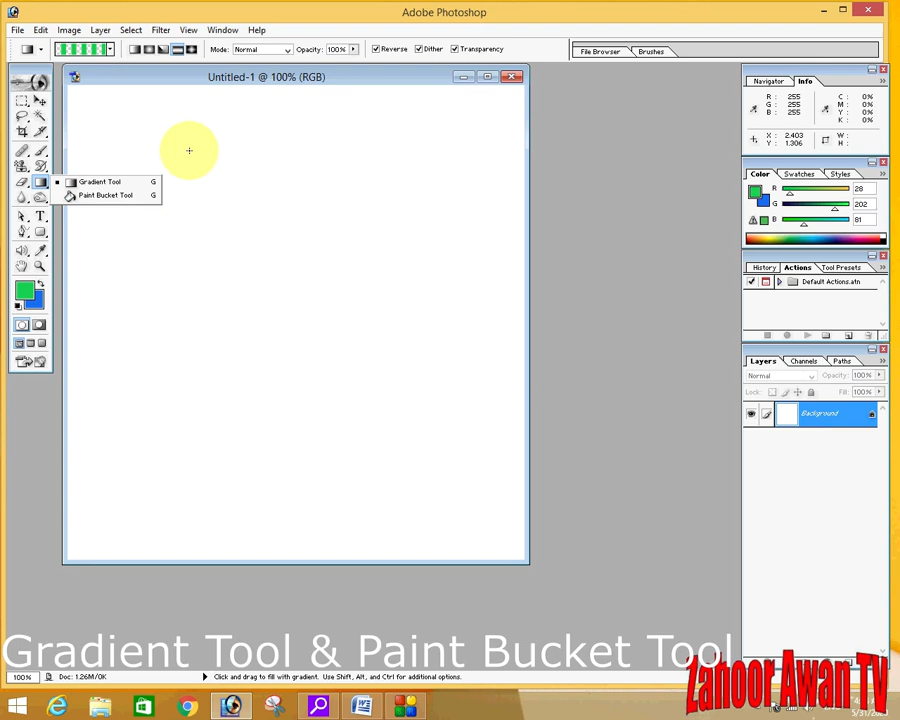 Adobe Photoshop
File Edit Image Layer Select Filter View Window Help
Mode: Normal Opacity: 100% Reverse Dither Transparency File Browser Brushes
Untitled-1 @ 100% (RGB)
Gradient Tool G
Paint Bucket Tool G
Navigator Info
R : 255 C : 0%
G : 255 M : 0%
B : 255 Y : 0%
K : 0%
X : 2.403 W :
Y : 1.306 H :
Color Swatches Styles
R 28
G 202
B 81
History Actions Tool Presets
Default Actions.atn
Layers Channels Paths
Normal Opacity: 100%
Lock: Fill: 100%
Background
Gradient Tool & Paint Bucket Tool
Zahoor Awan TV
100% Doc: 1.26M/0K Click and drag to fill with gradient. Use Shift, Alt, and Ctrl for additional options.